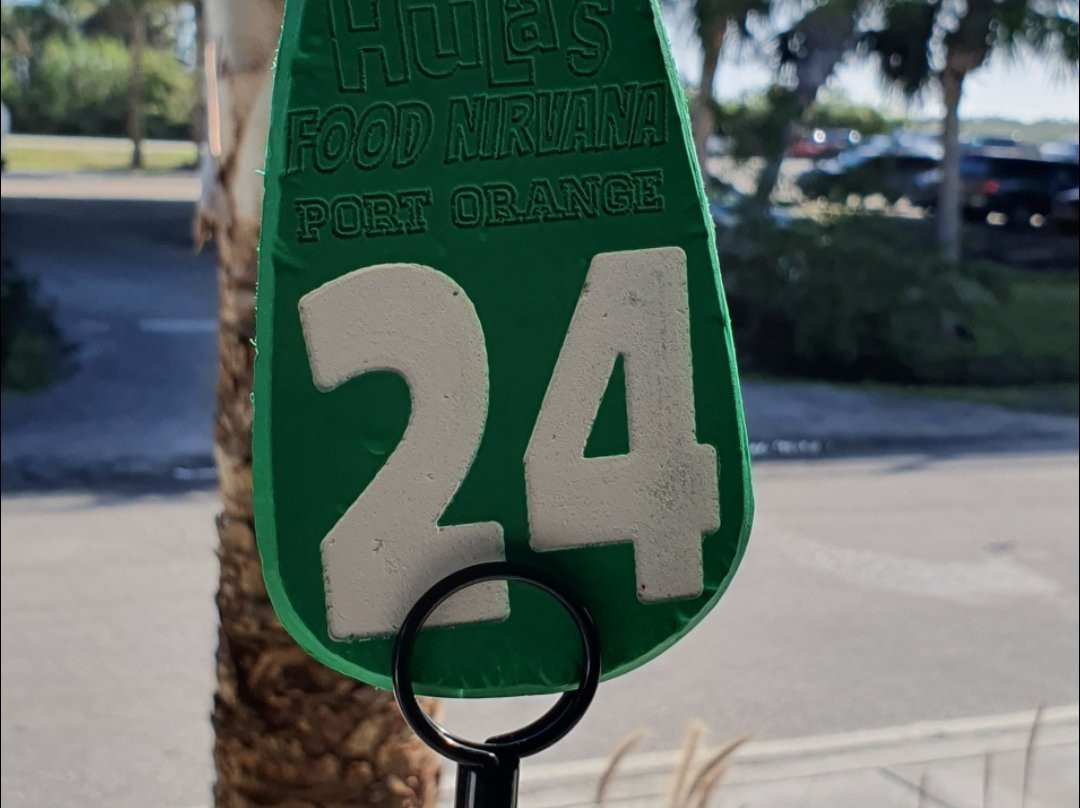 HuLa's
FOOD NIRVANA
PORT ORANGE
24